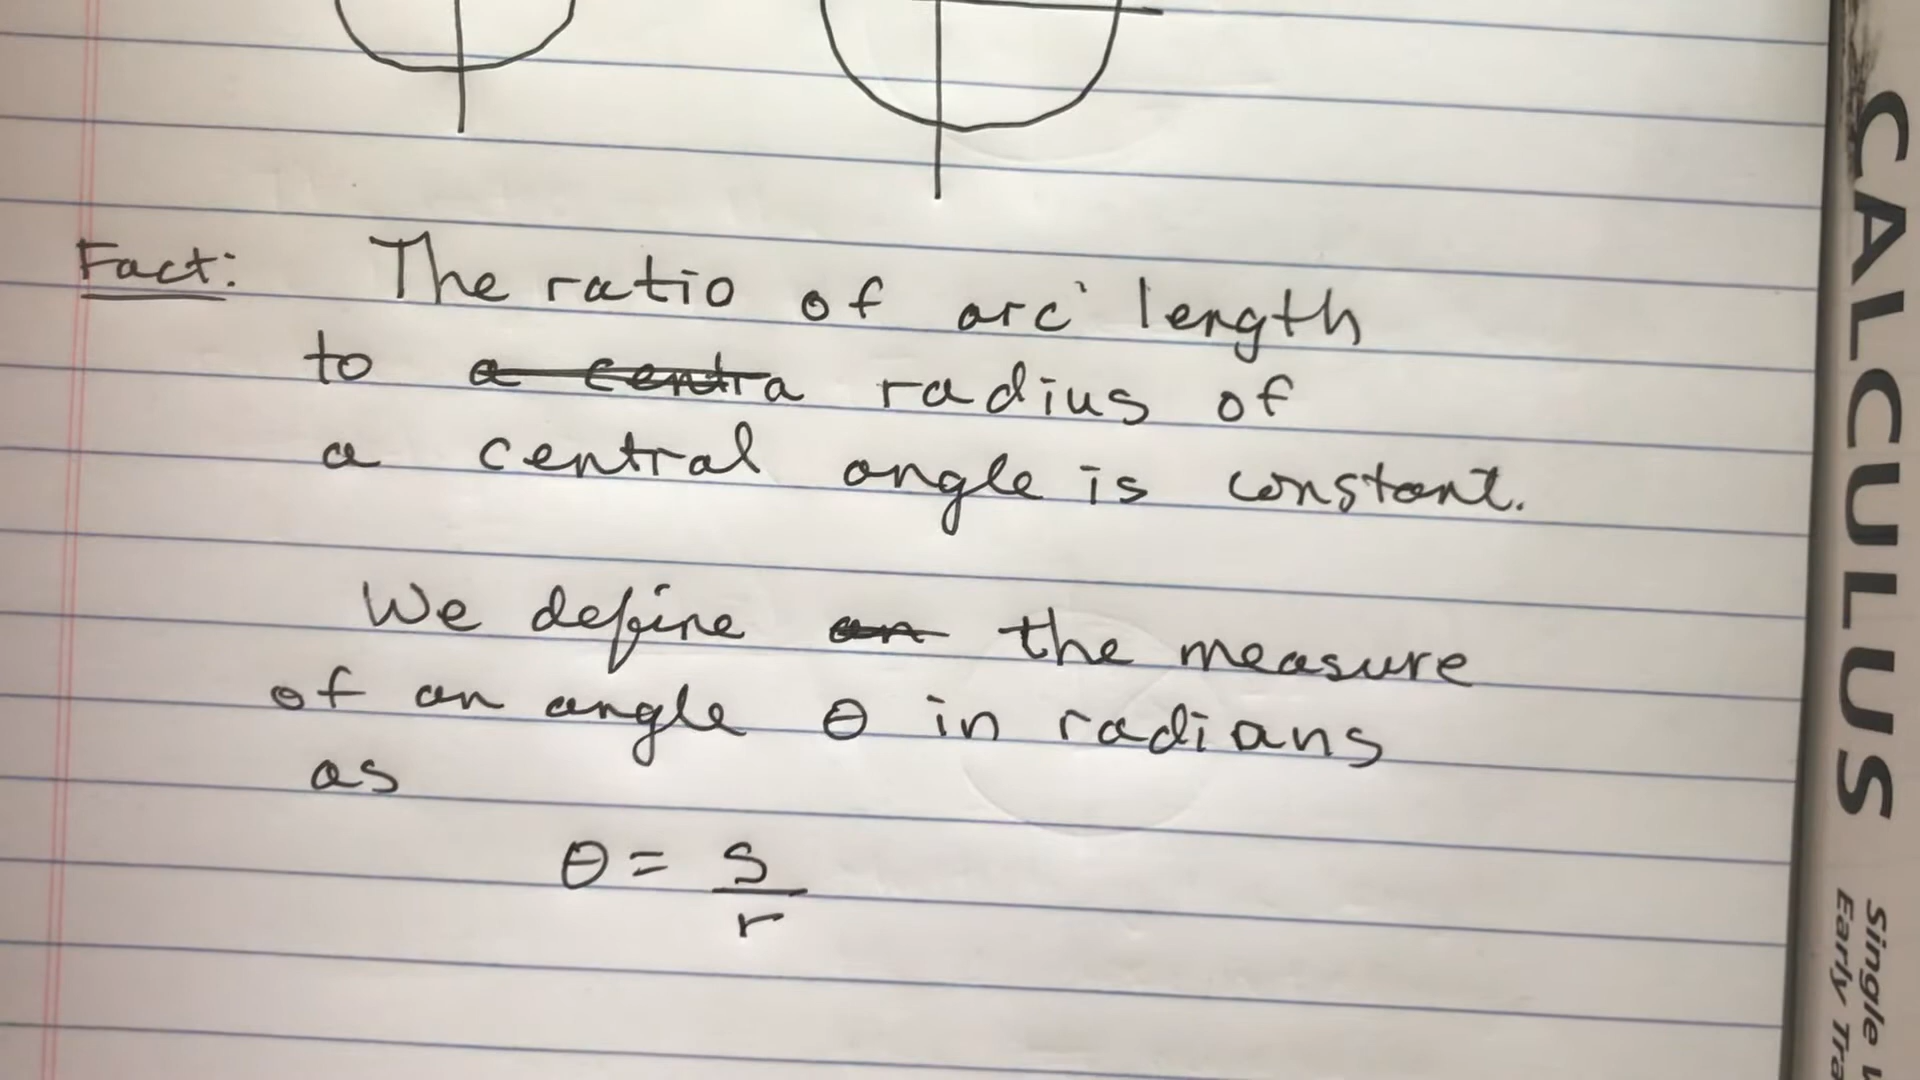 Fact: The ratio of arc length
to a centra radius of
a central angle is constant.
We define an the measure
of an angle θ in radians
as
θ = s/r
CALCULUS
Single V
Early Tra